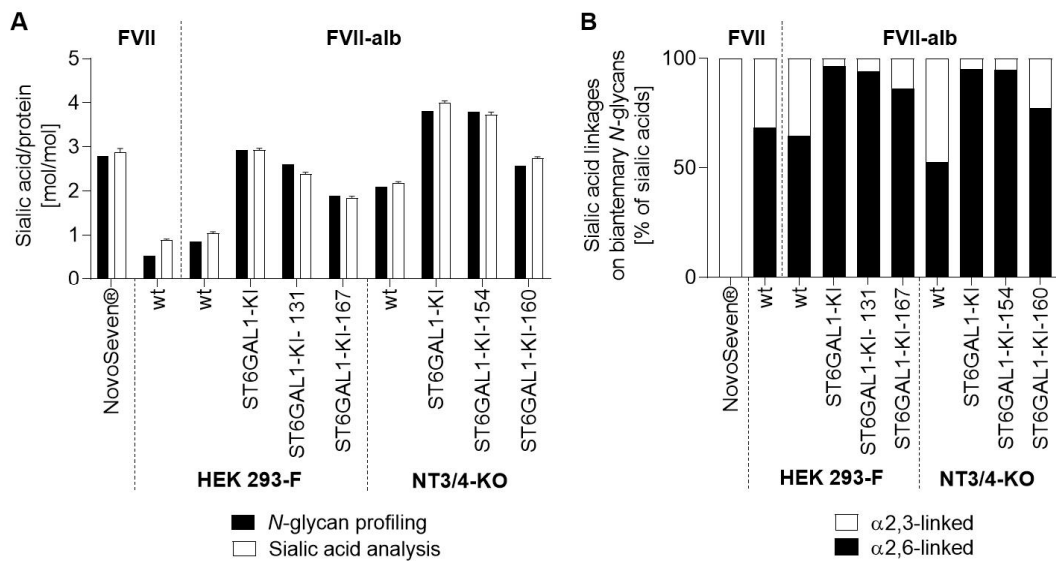 A
FVII
FVII-alb
Sialic acid/protein
[mol/mol]
5
4
3
2
1
0
NovoSeven®
wt
wt
ST6GAL1-KI
ST6GAL1-KI- 131
ST6GAL1-KI-167
wt
ST6GAL1-KI
ST6GAL1-KI-154
ST6GAL1-KI-160
HEK 293-F
NT3/4-KO
N-glycan profiling
Sialic acid analysis
B
FVII
FVII-alb
Sialic acid linkages
on biantennary N-glycans
[% of sialic acids]
100
50
0
NovoSeven®
wt
wt
ST6GAL1-KI
ST6GAL1-KI- 131
ST6GAL1-KI-167
wt
ST6GAL1-KI
ST6GAL1-KI-154
ST6GAL1-KI-160
HEK 293-F
NT3/4-KO
α2,3-linked
α2,6-linked